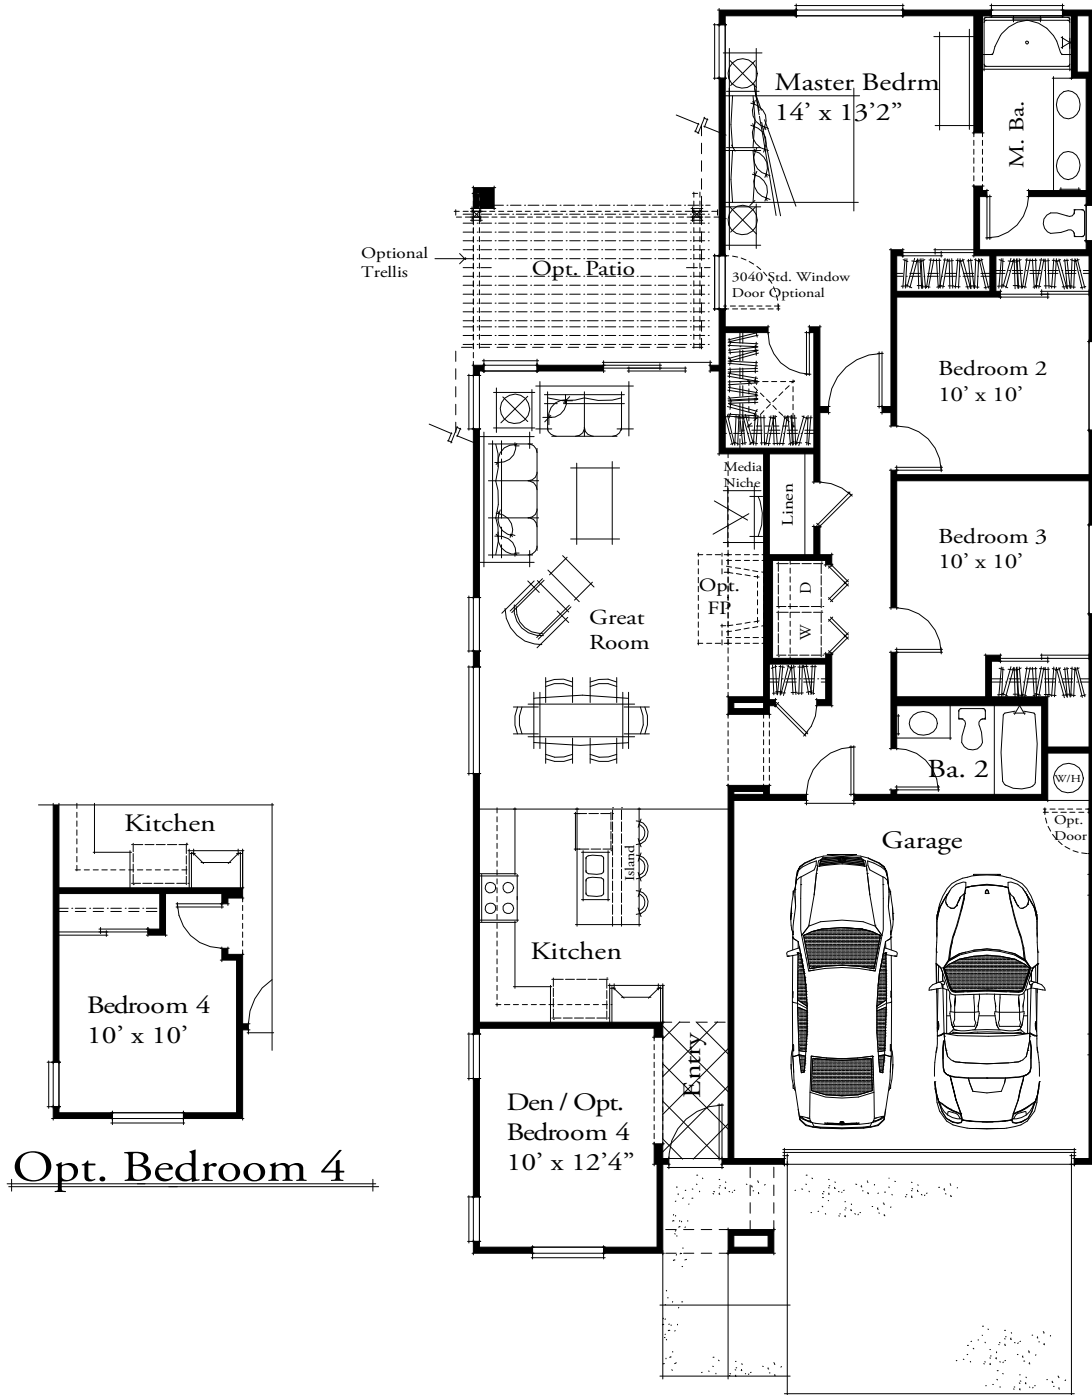 Master Bedrm
14’ x 13’2”
M. Ba.
Optional
Trellis
Opt. Patio
3040 Std. Window
Door Optional
Bedroom 2
10’ x 10’
Media
Niche
Linen
Bedroom 3
10’ x 10’
Opt.
FP
D
W
Great
Room
Ba. 2
W/H
Opt.
Door
Garage
Kitchen
Island
Kitchen
Bedroom 4
10’ x 10’
Entry
Den / Opt.
Bedroom 4
10’ x 12’4”
Opt. Bedroom 4